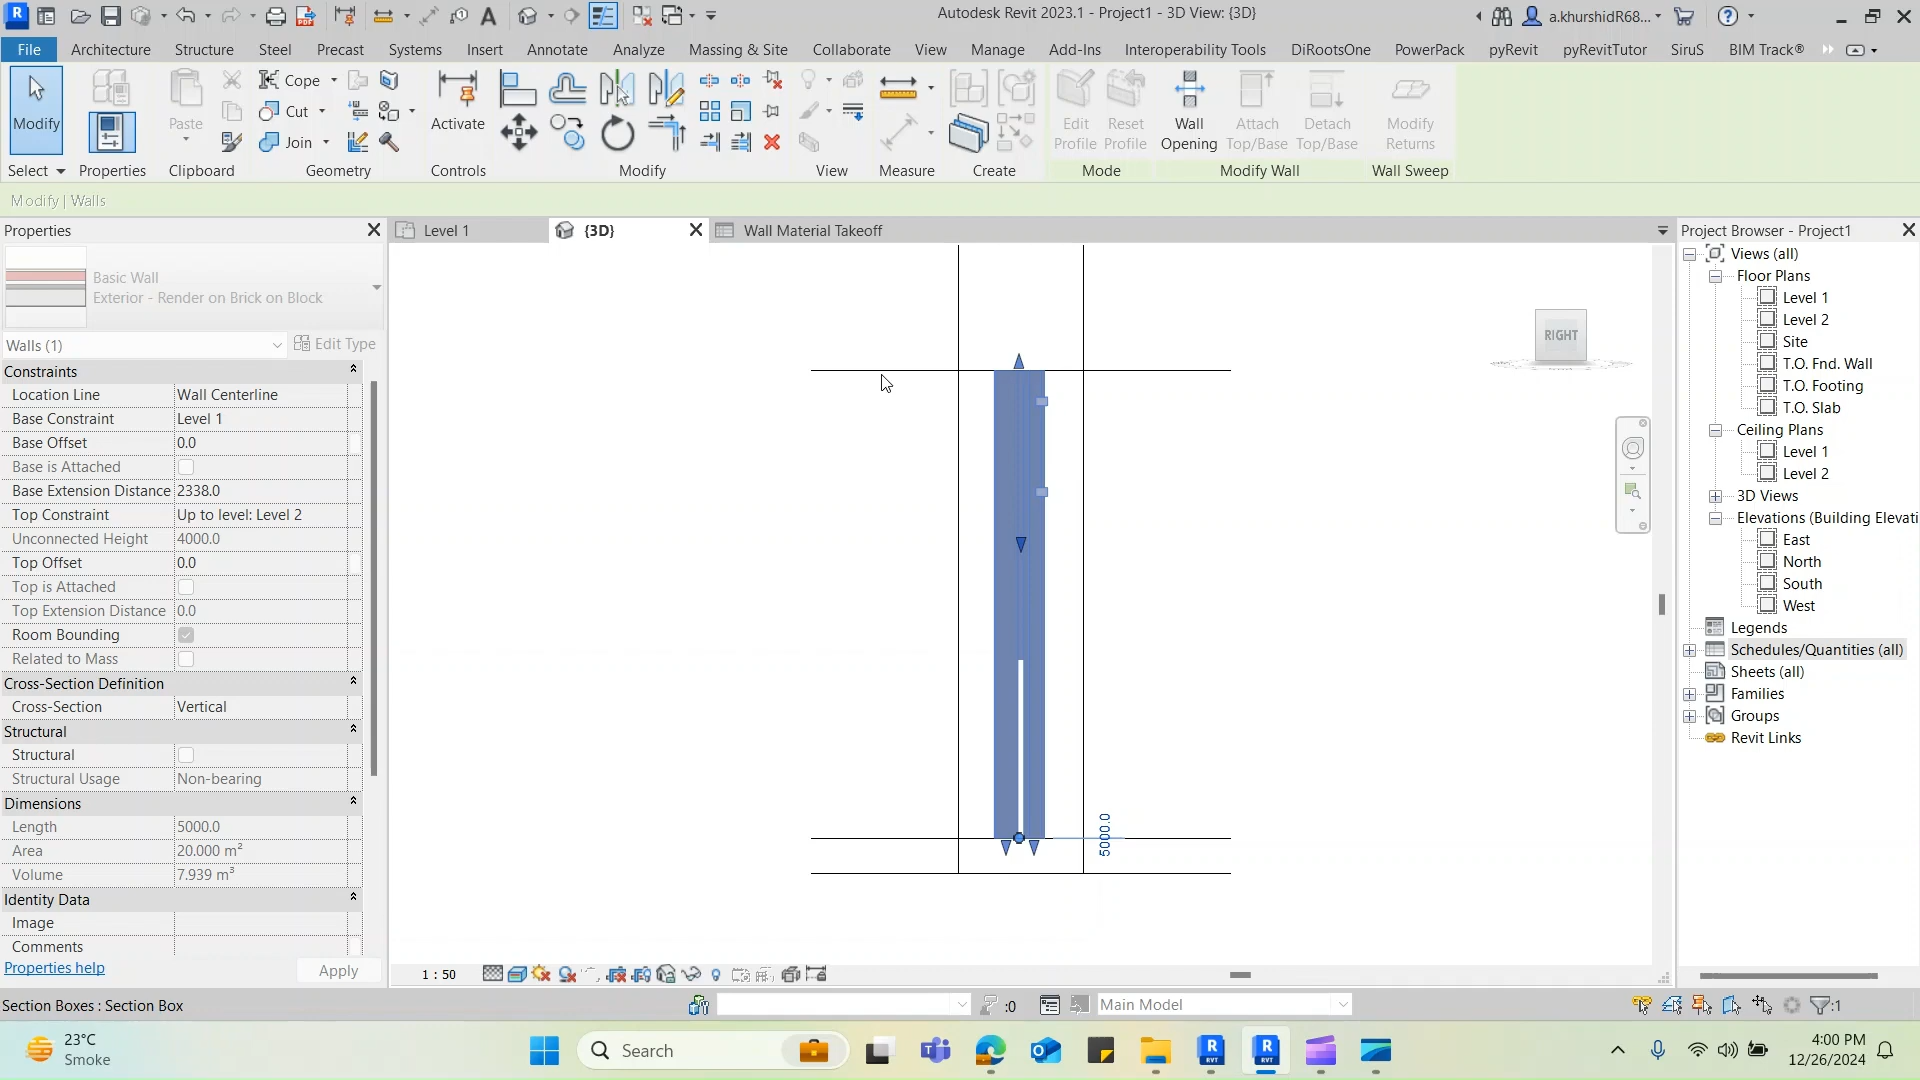 Autodesk Revit 2023.1 - Project1 - 3D View: {3D}
a.khurshidR68...
File Architecture Structure Steel Precast Systems Insert Annotate Analyze Massing & Site Collaborate View Manage Add-Ins Interoperability Tools DiRootsOne PowerPack pyRevit pyRevitTutor SiruS BIM Track®
Modify
Paste
Cope
Cut
Join
Activate
Edit Profile
Reset Profile
Wall Opening
Attach Top/Base
Detach Top/Base
Modify Returns
Select Properties Clipboard Geometry Controls Modify View Measure Create Mode Modify Wall Wall Sweep
Modify | Walls
Properties
Level 1
{3D}
Wall Material Takeoff
Project Browser - Project1
Basic Wall
Exterior - Render on Brick on Block
Walls (1)
Edit Type
Constraints
Location Line Wall Centerline
Base Constraint Level 1
Base Offset 0.0
Base is Attached
Base Extension Distance 2338.0
Top Constraint Up to level: Level 2
Unconnected Height 4000.0
Top Offset 0.0
Top is Attached
Top Extension Distance 0.0
Room Bounding
Related to Mass
Cross-Section Definition
Cross-Section Vertical
Structural
Structural
Structural Usage Non-bearing
Dimensions
Length 5000.0
Area 20.000 m²
Volume 7.939 m³
Identity Data
Image
Comments
Properties help
Apply
RIGHT
5000.0
Views (all)
Floor Plans
Level 1
Level 2
Site
T.O. Fnd. Wall
T.O. Footing
T.O. Slab
Ceiling Plans
Level 1
Level 2
3D Views
Elevations (Building Elevati
East
North
South
West
Legends
Schedules/Quantities (all)
Sheets (all)
Families
Groups
Revit Links
1 : 50
Section Boxes : Section Box
:0
Main Model
:1
23°C
Smoke
Search
4:00 PM
12/26/2024